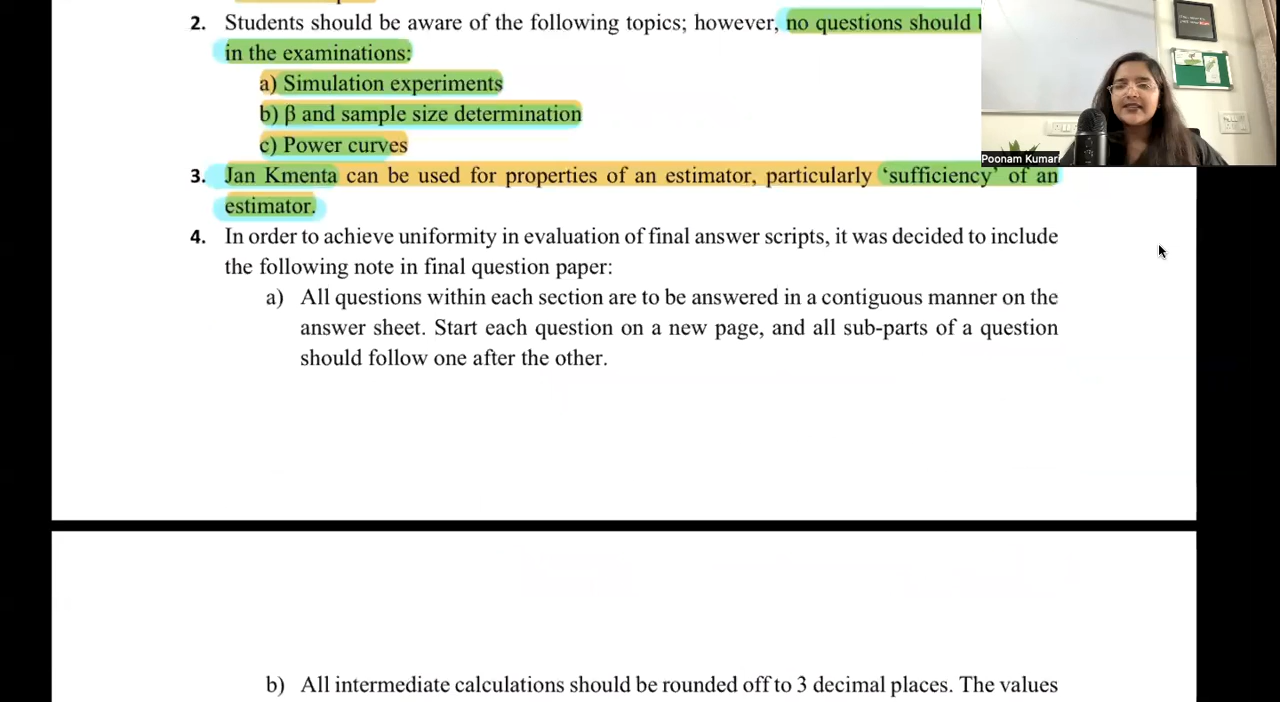 2. Students should be aware of the following topics; however, no questions should
in the examinations:
a) Simulation experiments
b) β and sample size determination
c) Power curves
Poonam Kumari
3. Jan Kmenta can be used for properties of an estimator, particularly ‘sufficiency’ of an
estimator.
4. In order to achieve uniformity in evaluation of final answer scripts, it was decided to include
the following note in final question paper:
a) All questions within each section are to be answered in a contiguous manner on the
answer sheet. Start each question on a new page, and all sub-parts of a question
should follow one after the other.
b) All intermediate calculations should be rounded off to 3 decimal places. The values